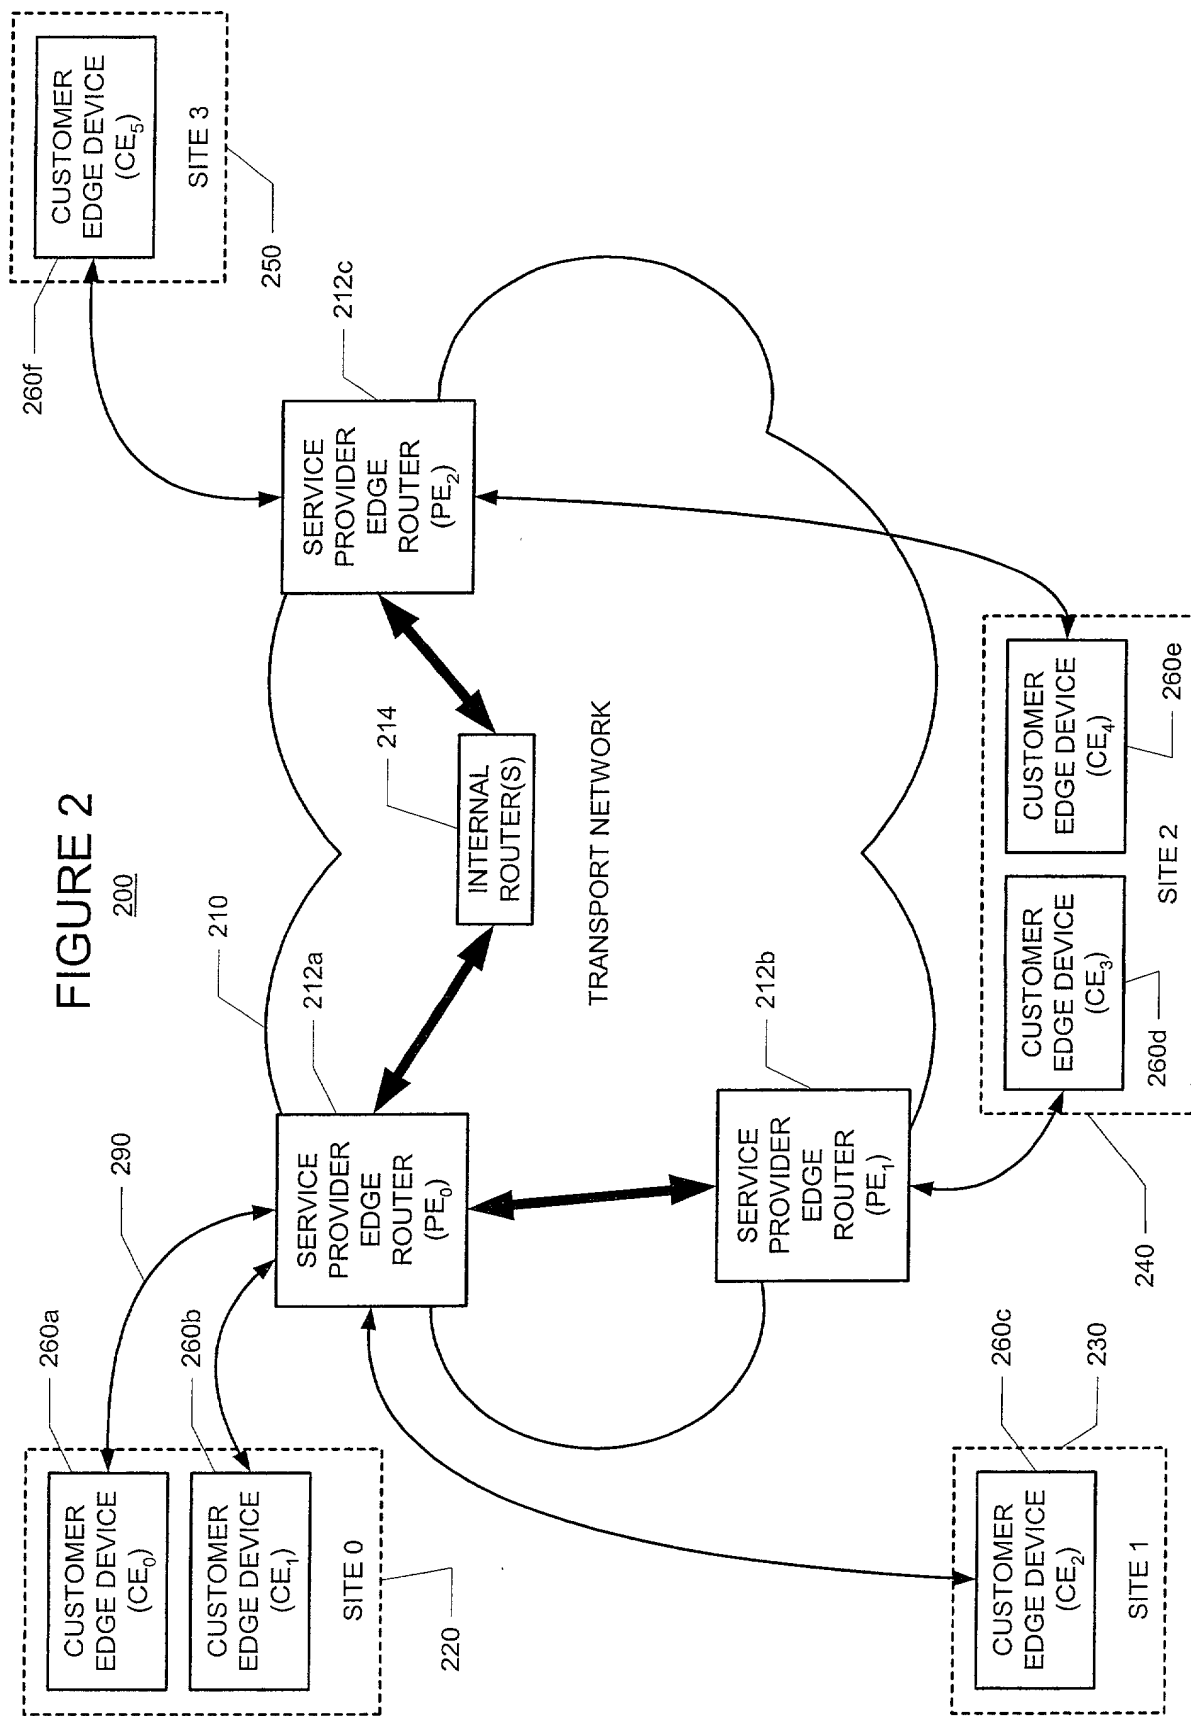 FIGURE 2
200
260a
CUSTOMER
EDGE DEVICE
(CE0)
260b
CUSTOMER
EDGE DEVICE
(CE1)
SITE 0
220
290
210
212a
SERVICE
PROVIDER
EDGE
ROUTER
(PE0)
214
INTERNAL
ROUTER(S)
212c
SERVICE
PROVIDER
EDGE
ROUTER
(PE2)
260f
CUSTOMER
EDGE DEVICE
(CE5)
SITE 3
250
TRANSPORT NETWORK
212b
SERVICE
PROVIDER
EDGE
ROUTER
(PE1)
260c
CUSTOMER
EDGE DEVICE
(CE2)
SITE 1
230
240
CUSTOMER
EDGE DEVICE
(CE3)
260d
CUSTOMER
EDGE DEVICE
(CE4)
260e
SITE 2